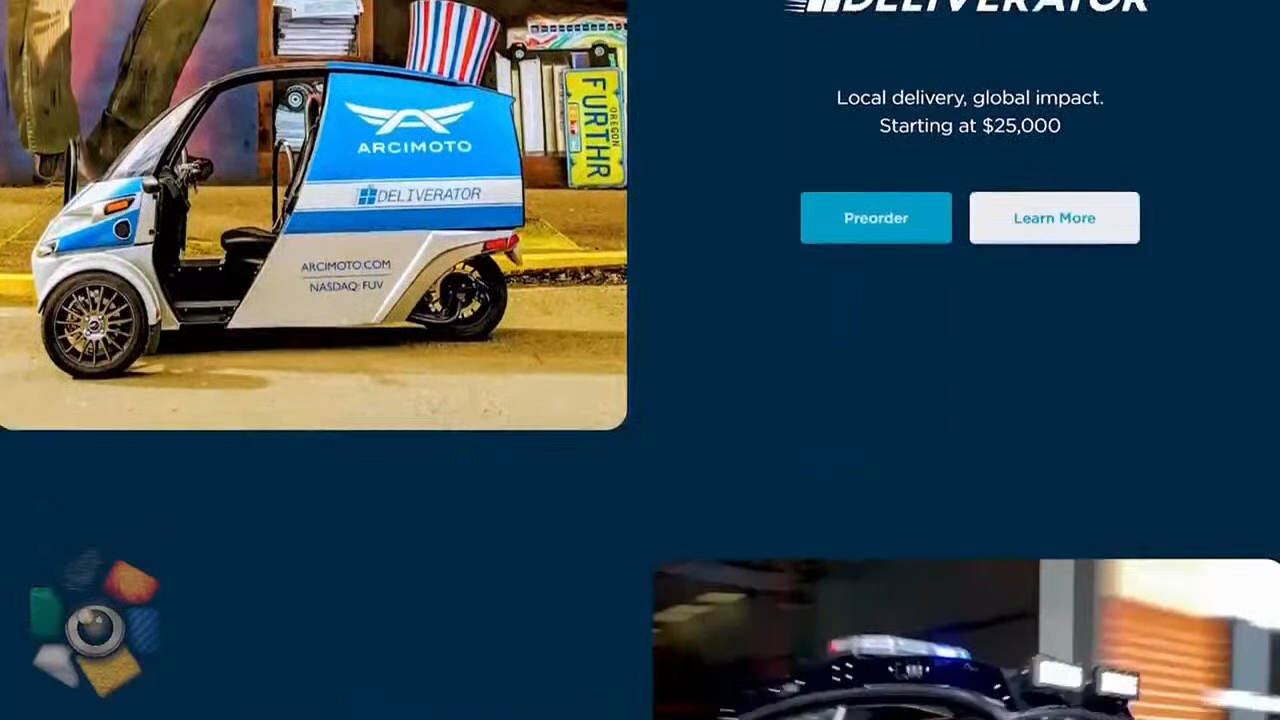 DELIVERATOR
Local delivery, global impact.
Starting at $25,000
Preorder
Learn More
ARCIMOTO
DELIVERATOR
ARCIMOTO.COM
NASDAQ: FUV
OREGON
FURTHR